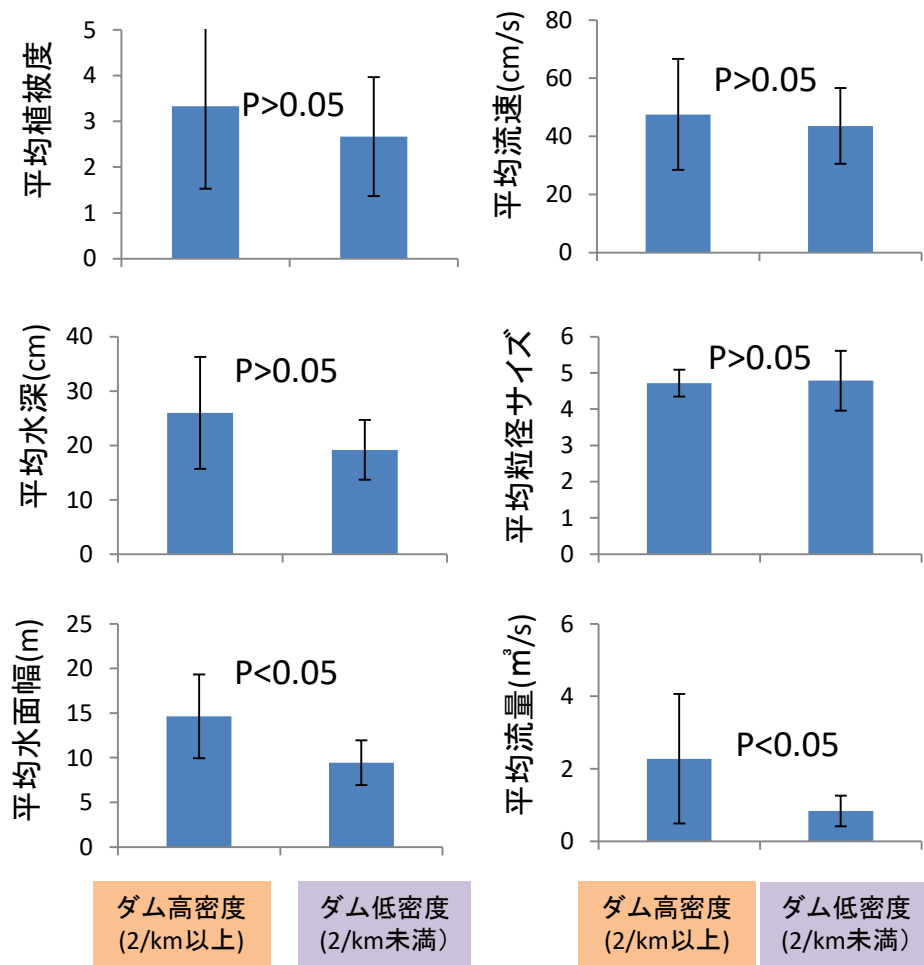 平均植被度
5
4
3
2
1
0
P>0.05
平均流速(cm/s)
80
60
40
20
0
P>0.05
平均水深(cm)
40
30
20
10
0
P>0.05
平均粒径サイズ
6
5
4
3
2
1
0
P>0.05
平均水面幅(m)
25
20
15
10
5
0
P<0.05
平均流量(㎥/s)
6
4
2
0
P<0.05
ダム高密度
(2/km以上)
ダム低密度
(2/km未満）
ダム高密度
(2/km以上)
ダム低密度
(2/km未満）